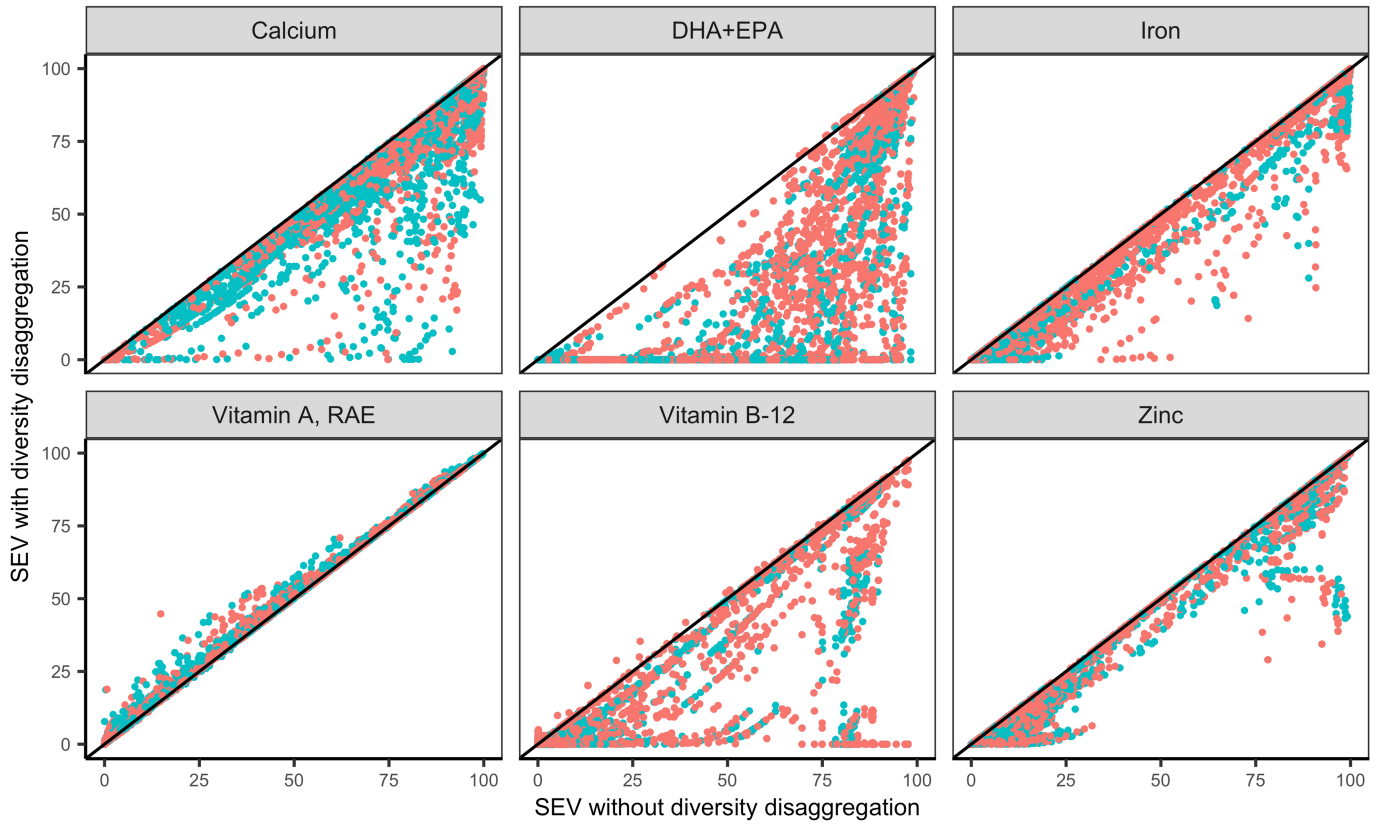 Calcium
DHA+EPA
Iron
100
75
50
25
0
Vitamin A, RAE
Vitamin B-12
Zinc
100
75
50
25
0
0 25 50 75 100
0 25 50 75 100
0 25 50 75 100
SEV without diversity disaggregation
SEV with diversity disaggregation